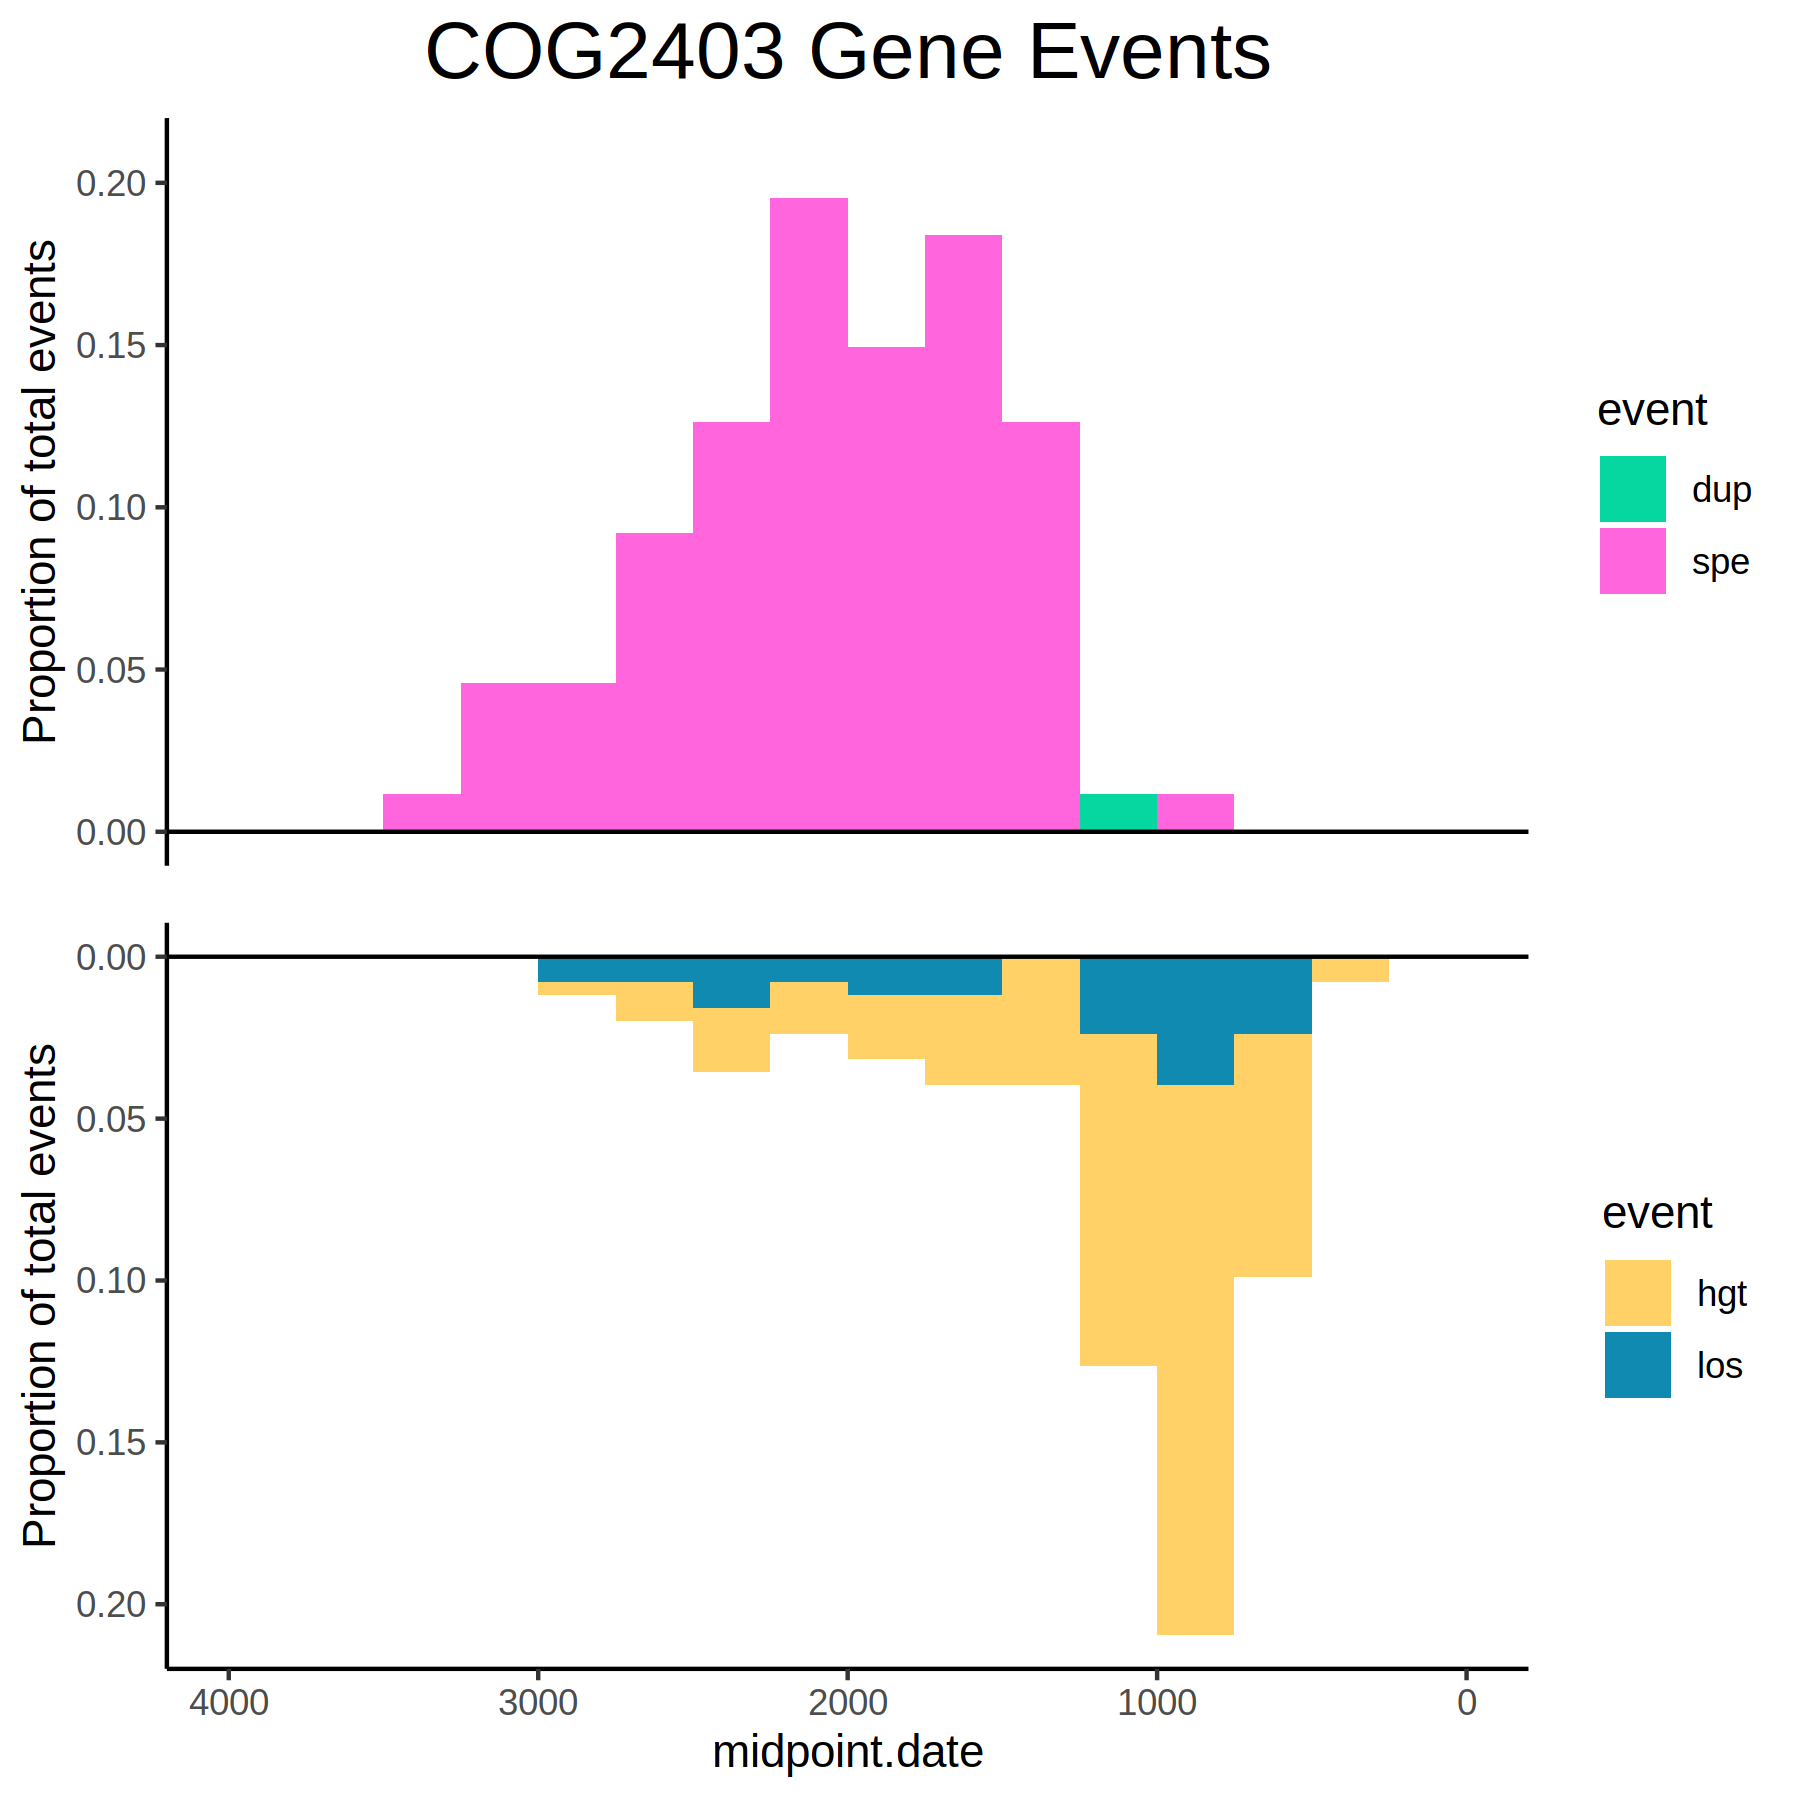 COG2403 Gene Events
Proportion of total events
0.20
0.15
0.10
0.05
0.00
event
dup
spe
Proportion of total events
0.00
0.05
0.10
0.15
0.20
event
hgt
los
4000 3000 2000 1000 0
midpoint.date